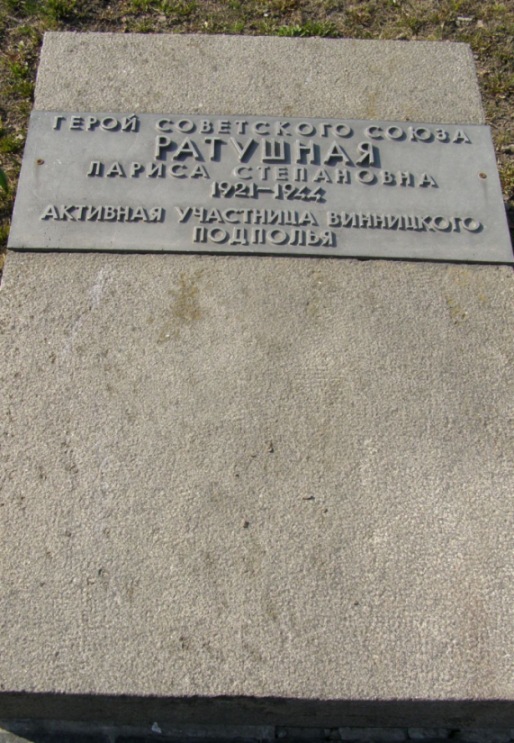 ГЕРОЙ СОВЕТСКОГО СОЮЗА
РАТУШНАЯ
ЛАРИСА СТЕПАНОВНА
1921–1944
АКТИВНАЯ УЧАСТНИЦА ВИННИЦКОГО
ПОДПОЛЬЯ